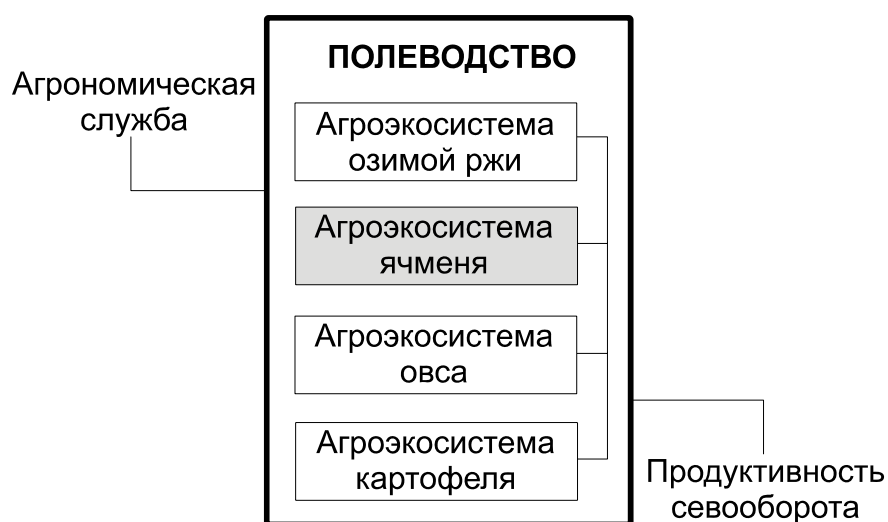 ПОЛЕВОДСТВО
Агрономическая
служба
Агроэкосистема
озимой ржи
Агроэкосистема
ячменя
Агроэкосистема
овса
Агроэкосистема
картофеля
Продуктивность
севооборота